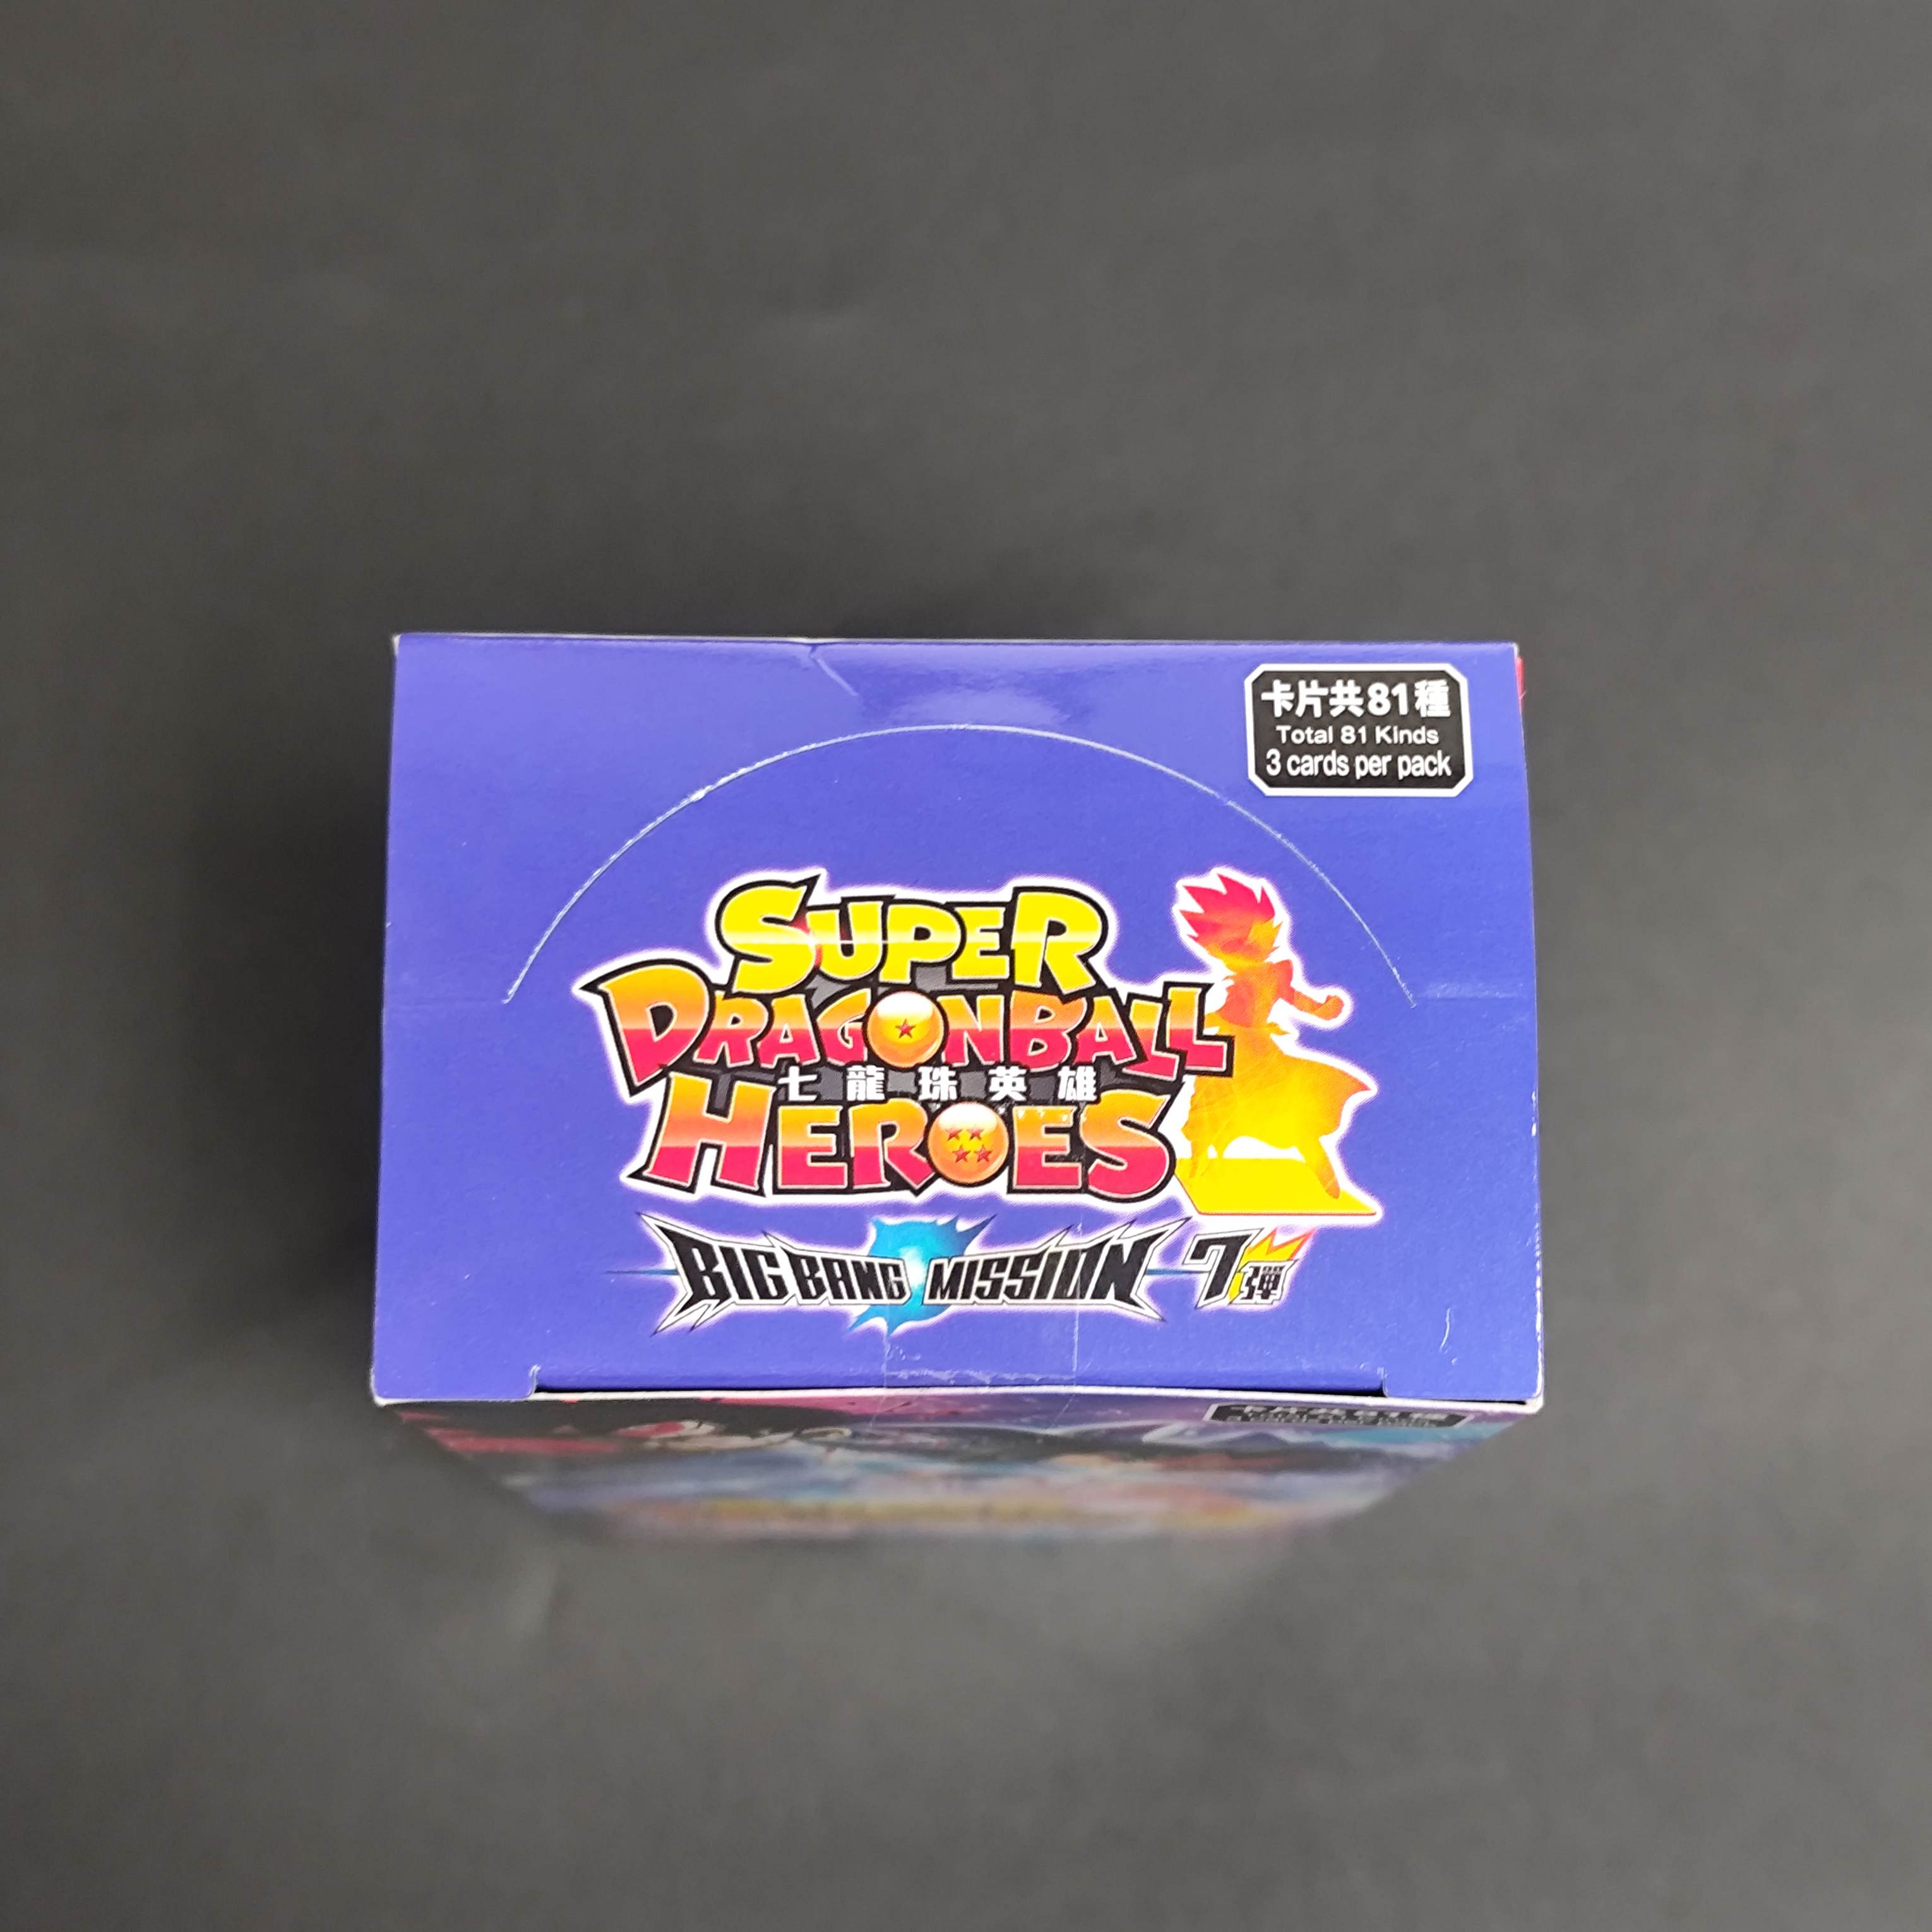 卡片共81種
Total 81 Kinds
3 cards per pack
SUPER
DRAGONBALL
七龍珠英雄
HEROES
BIG BANG MISSION 7弾